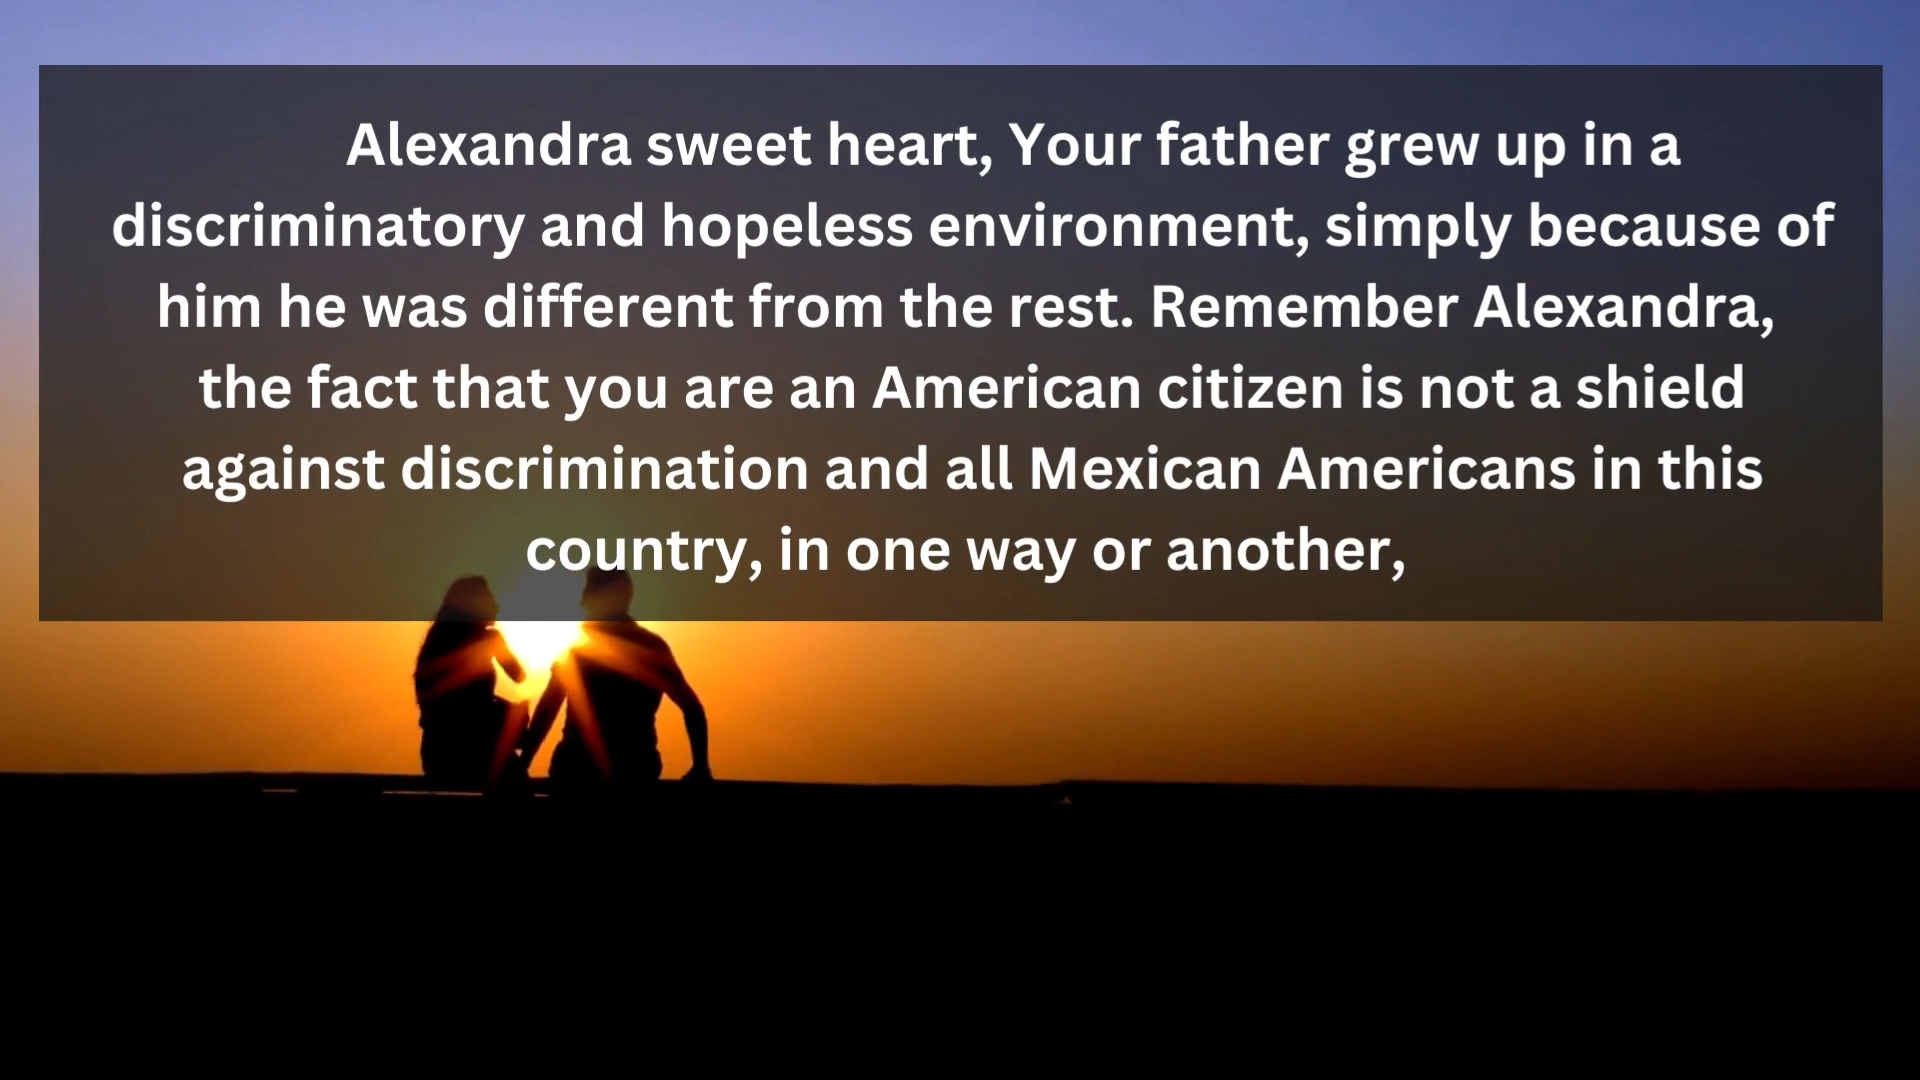 Alexandra sweet heart, Your father grew up in a
discriminatory and hopeless environment, simply because of
him he was different from the rest. Remember Alexandra,
the fact that you are an American citizen is not a shield
against discrimination and all Mexican Americans in this
country, in one way or another,